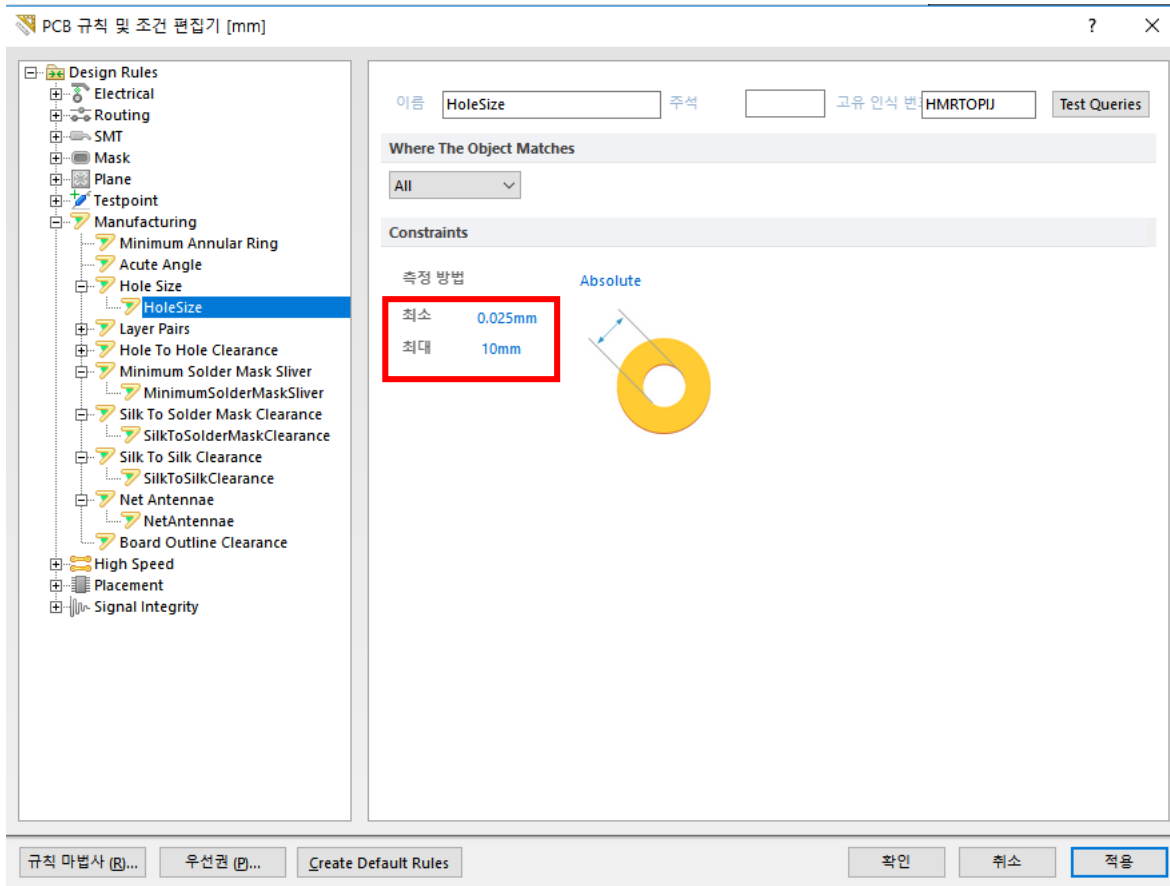 PCB 규칙 및 조건 편집기 [mm]
?
Design Rules
Electrical
Routing
SMT
Mask
Plane
Testpoint
Manufacturing
Minimum Annular Ring
Acute Angle
Hole Size
HoleSize
Layer Pairs
Hole To Hole Clearance
Minimum Solder Mask Sliver
MinimumSolderMaskSliver
Silk To Solder Mask Clearance
SilkToSolderMaskClearance
Silk To Silk Clearance
SilkToSilkClearance
Net Antennae
NetAntennae
Board Outline Clearance
High Speed
Placement
Signal Integrity
이름 HoleSize 주석 고유 인식 HMRTOPIJ Test Queries
Where The Object Matches
All
Constraints
측정 방법 Absolute
최소 0.025mm
최대 10mm
규칙 마법사 (R)... 우선권 (P)... Create Default Rules 확인 취소 적용